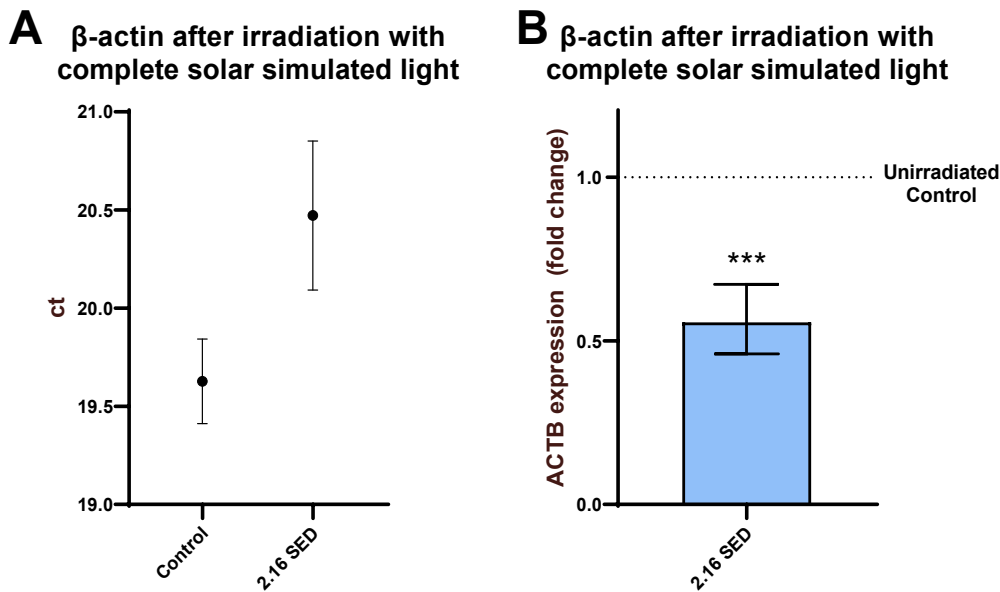 A
β-actin after irradiation with
complete solar simulated light
21.0
20.5
20.0
19.5
19.0
ct
Control
2.16 SED
B
β-actin after irradiation with
complete solar simulated light
ACTB expression (fold change)
1.0
0.5
0.0
Unirradiated
Control
***
2.16 SED